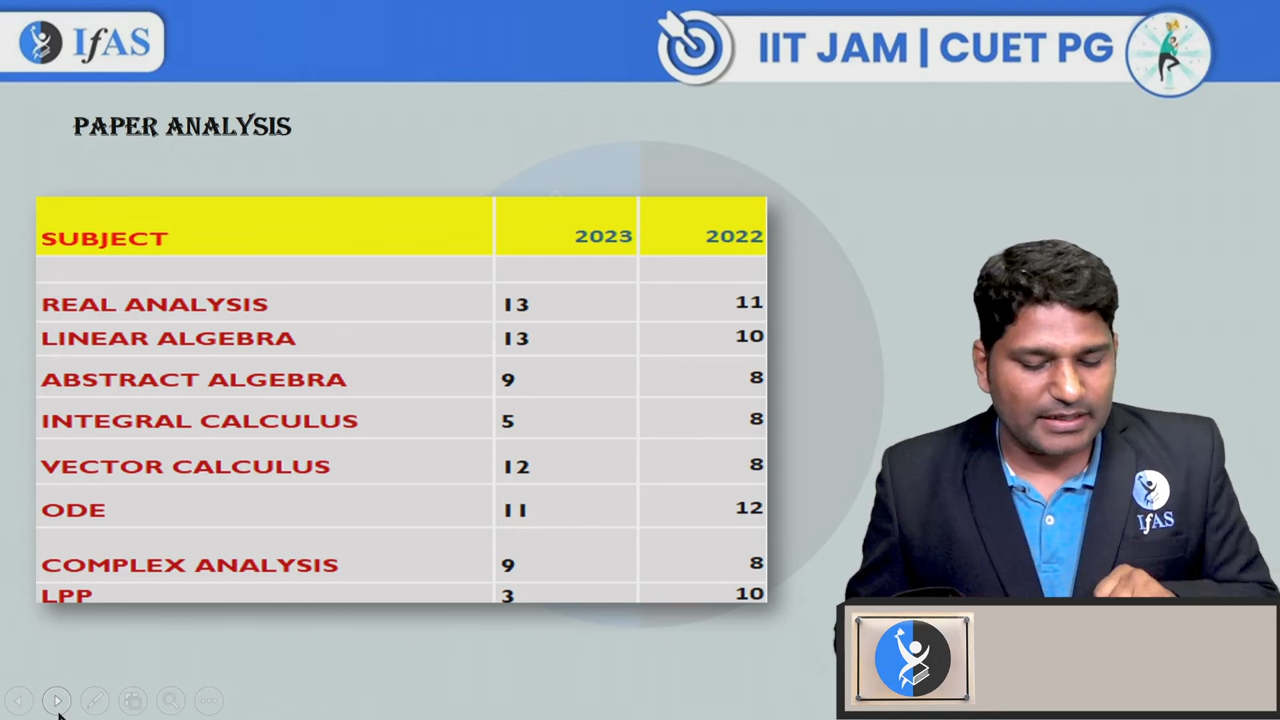 IfAS
IIT JAM | CUET PG
PAPER ANALYSIS
SUBJECT 2023 2022
REAL ANALYSIS 13 11
LINEAR ALGEBRA 13 10
ABSTRACT ALGEBRA 9 8
INTEGRAL CALCULUS 5 8
VECTOR CALCULUS 12 8
ODE 11 12
COMPLEX ANALYSIS 9 8
LPP 3 10
IfAS